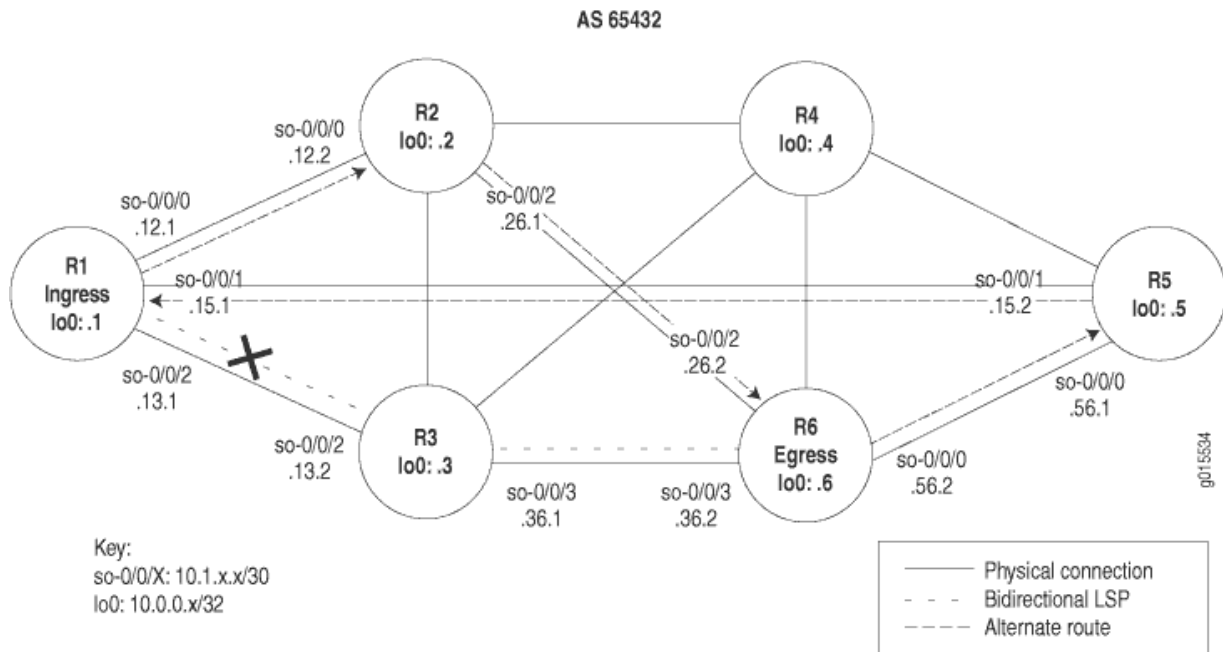 AS 65432
R2
lo0: .2
R4
lo0: .4
so-0/0/0
.12.2
so-0/0/0
.12.1
so-0/0/2
.26.1
R1
Ingress
lo0: .1
so-0/0/1
.15.1
so-0/0/1
.15.2
R5
lo0: .5
so-0/0/2
.26.2
so-0/0/2
.13.1
so-0/0/0
.56.1
so-0/0/2
.13.2
R3
lo0: .3
R6
Egress
lo0: .6
so-0/0/0
.56.2
so-0/0/3
.36.1
so-0/0/3
.36.2
g015534
Key:
so-0/0/X: 10.1.x.x/30
lo0: 10.0.0.x/32
Physical connection
Bidirectional LSP
Alternate route